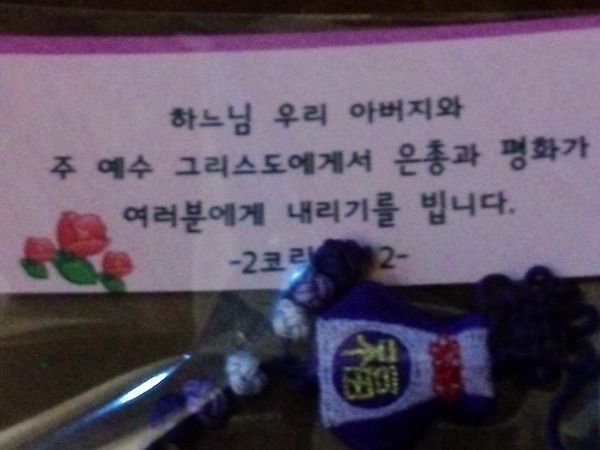 하느님 우리 아버지와
주 예수 그리스도에게서 은총과 평화가
여러분에게 내리기를 빕니다.
-2코린 2-
福